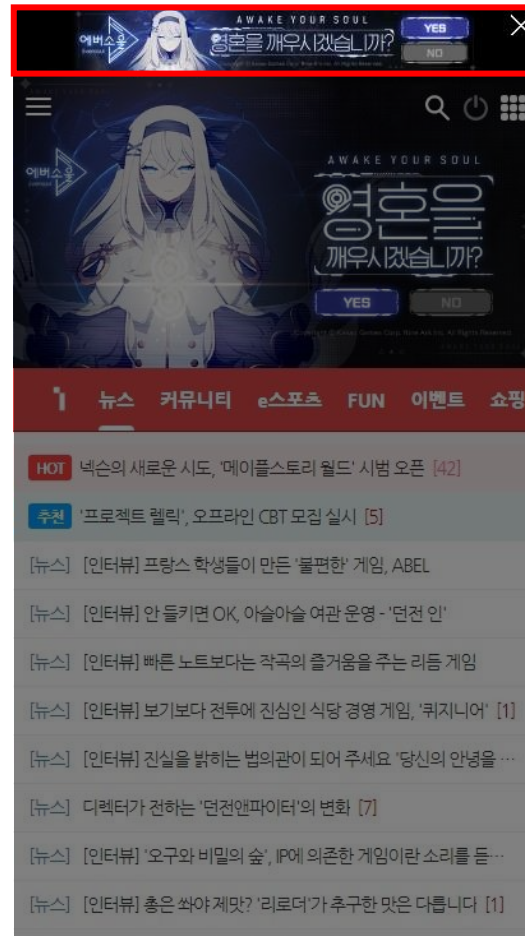 에버소울
AWAKE YOUR SOUL
영혼을 깨우시겠습니까?
YES
NO
에버소울
AWAKE YOUR SOUL
영혼을
깨우시겠습니까?
YES
NO
뉴스 커뮤니티 e스포츠 FUN 이벤트 쇼핑
HOT 넥슨의 새로운 시도, '메이플스토리 월드' 시범 오픈 [42]
추천 '프로젝트 렐릭', 오프라인 CBT 모집 실시 [5]
[뉴스] [인터뷰] 프랑스 학생들이 만든 '불편한' 게임, ABEL
[뉴스] [인터뷰] 안 들키면 OK, 아슬아슬 여관 운영 - '던전 인'
[뉴스] [인터뷰] 빠른 노트보다는 작곡의 즐거움을 주는 리듬 게임
[뉴스] [인터뷰] 보기보다 전투에 진심인 식당 경영 게임, '퀴지니어' [1]
[뉴스] [인터뷰] 진실을 밝히는 법의관이 되어 주세요 '당신의 안녕을 …
[뉴스] 디렉터가 전하는 '던전앤파이터'의 변화 [7]
[뉴스] [인터뷰] '오구와 비밀의 숲', IP에 의존한 게임이란 소리를 듣…
[뉴스] [인터뷰] 총은 쏴야 제맛? '리로더'가 추구한 맛은 다릅니다 [1]